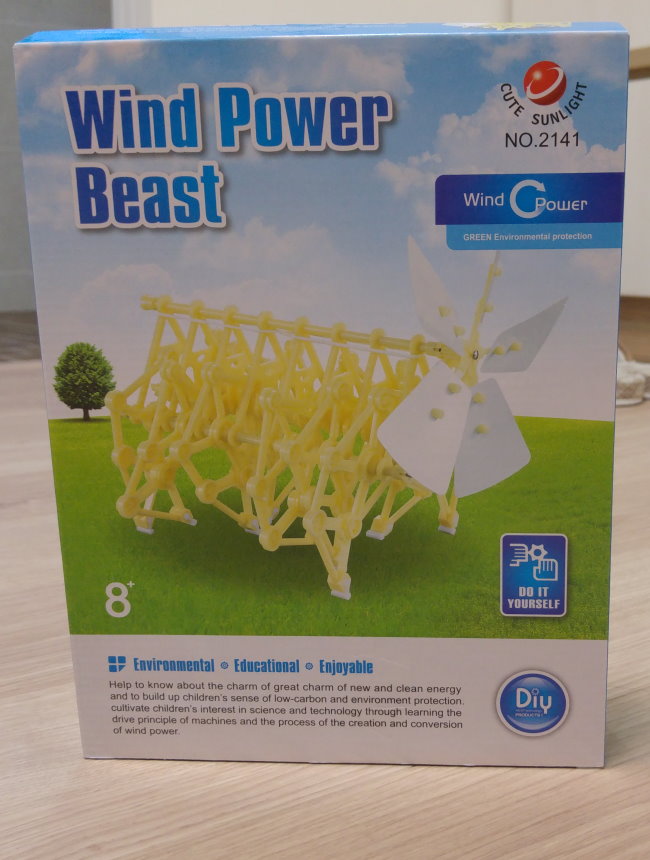 Wind Power
Beast
CUTE SUNLIGHT
NO.2141
Wind Power
GREEN Environmental protection
8+
DO IT
YOURSELF
Environmental Educational Enjoyable
Help to know about the charm of great charm of new and clean energy
and to build up children's sense of low-carbon and environment protection.
cultivate children's interest in science and technology through learning the
drive principle of machines and the process of the creation and conversion
of wind power.
Diy
PRODUCTS